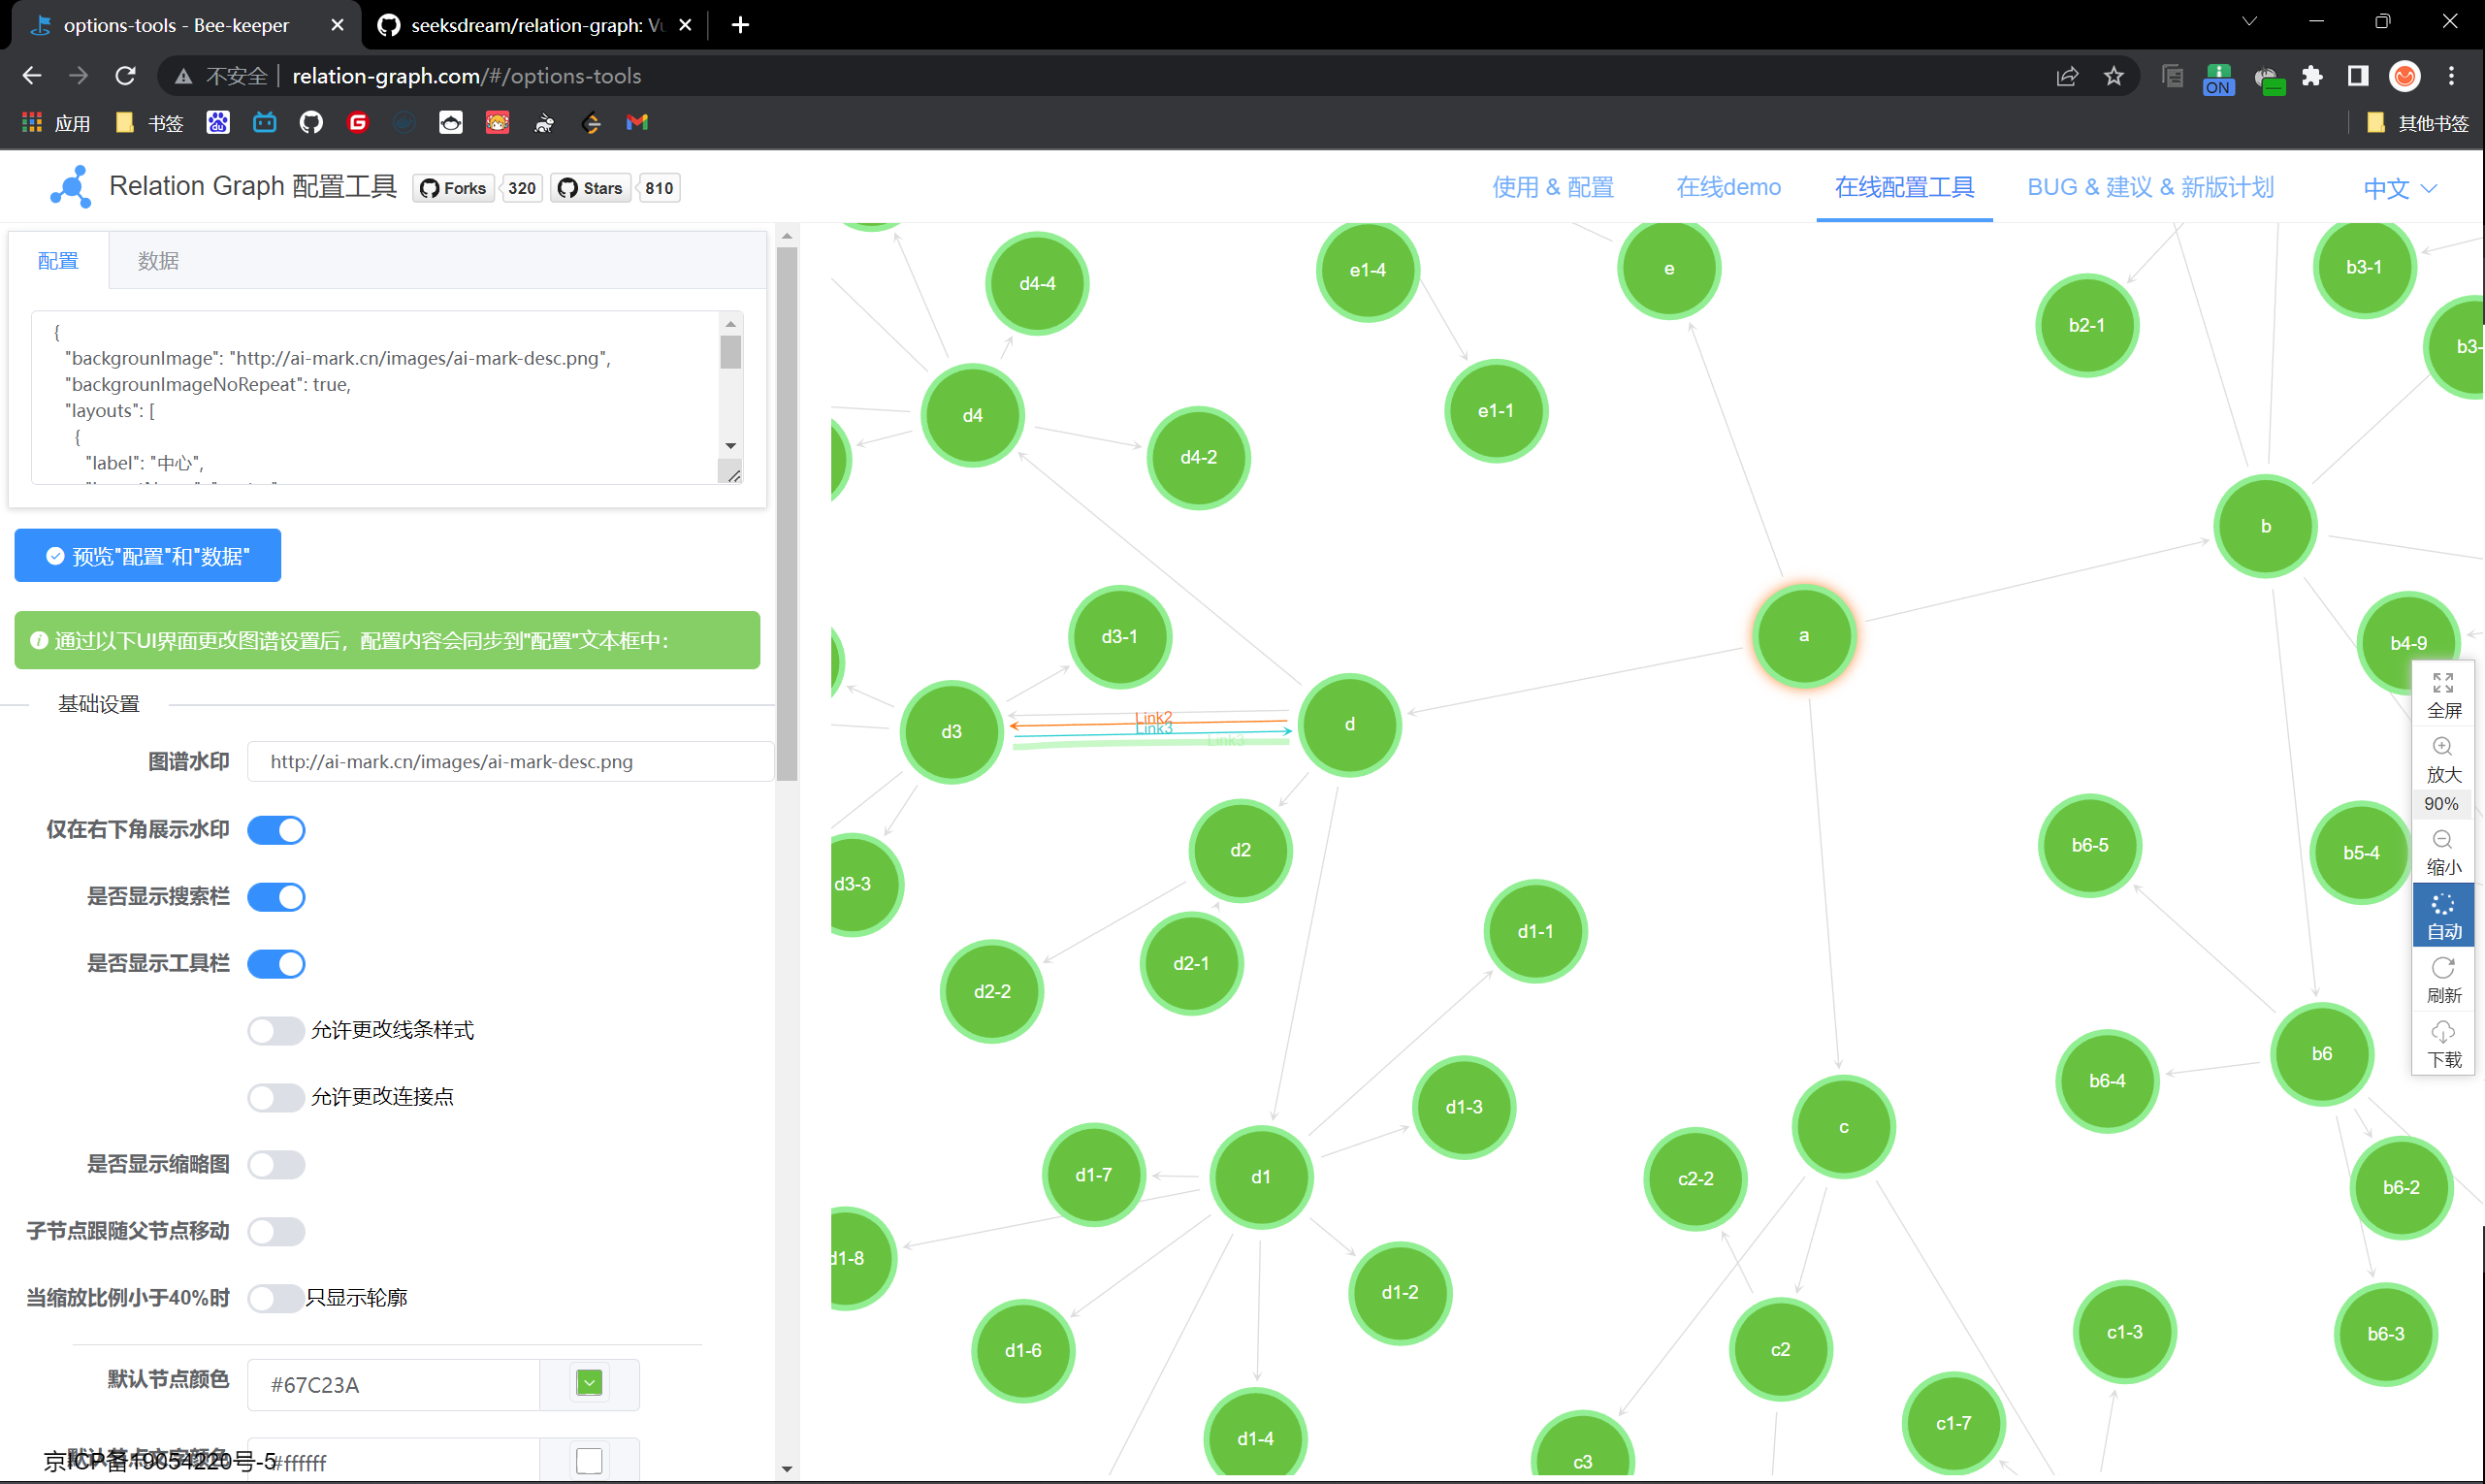 options-tools - Bee-keeper
seeksdream/relation-graph: Vu
不安全
relation-graph.com/#/options-tools
ON
应用
书签
其他书签
Relation Graph 配置工具
Forks
320
Stars
810
使用 & 配置
在线demo
在线配置工具
BUG & 建议 & 新版计划
中文
配置
数据
{
"backgrounImage": "http://ai-mark.cn/images/ai-mark-desc.png",
"backgrounImageNoRepeat": true,
"layouts": [
{
"label": "中心",
预览"配置"和"数据"
通过以下UI界面更改图谱设置后，配置内容会同步到"配置"文本框中：
基础设置
图谱水印
http://ai-mark.cn/images/ai-mark-desc.png
仅在右下角展示水印
是否显示搜索栏
是否显示工具栏
允许更改线条样式
允许更改连接点
是否显示缩略图
子节点跟随父节点移动
当缩放比例小于40%时
只显示轮廓
默认节点颜色
#67C23A
默认节点文字颜色
#ffffff
京ICP备19054220号-5
d4-4
e1-4
e
b3-1
b2-1
b3-
d4
e1-1
d4-2
b
d3-1
a
b4-9
d3
Link2
Link3
Link3
d
d2
d3-3
b6-5
b5-4
d1-1
d2-1
d2-2
b6
b6-4
d1-3
c
d1-7
d1
c2-2
b6-2
d1-8
d1-2
c1-3
b6-3
d1-6
c2
c1-7
d1-4
c3
全屏
放大
90%
缩小
自动
刷新
下载